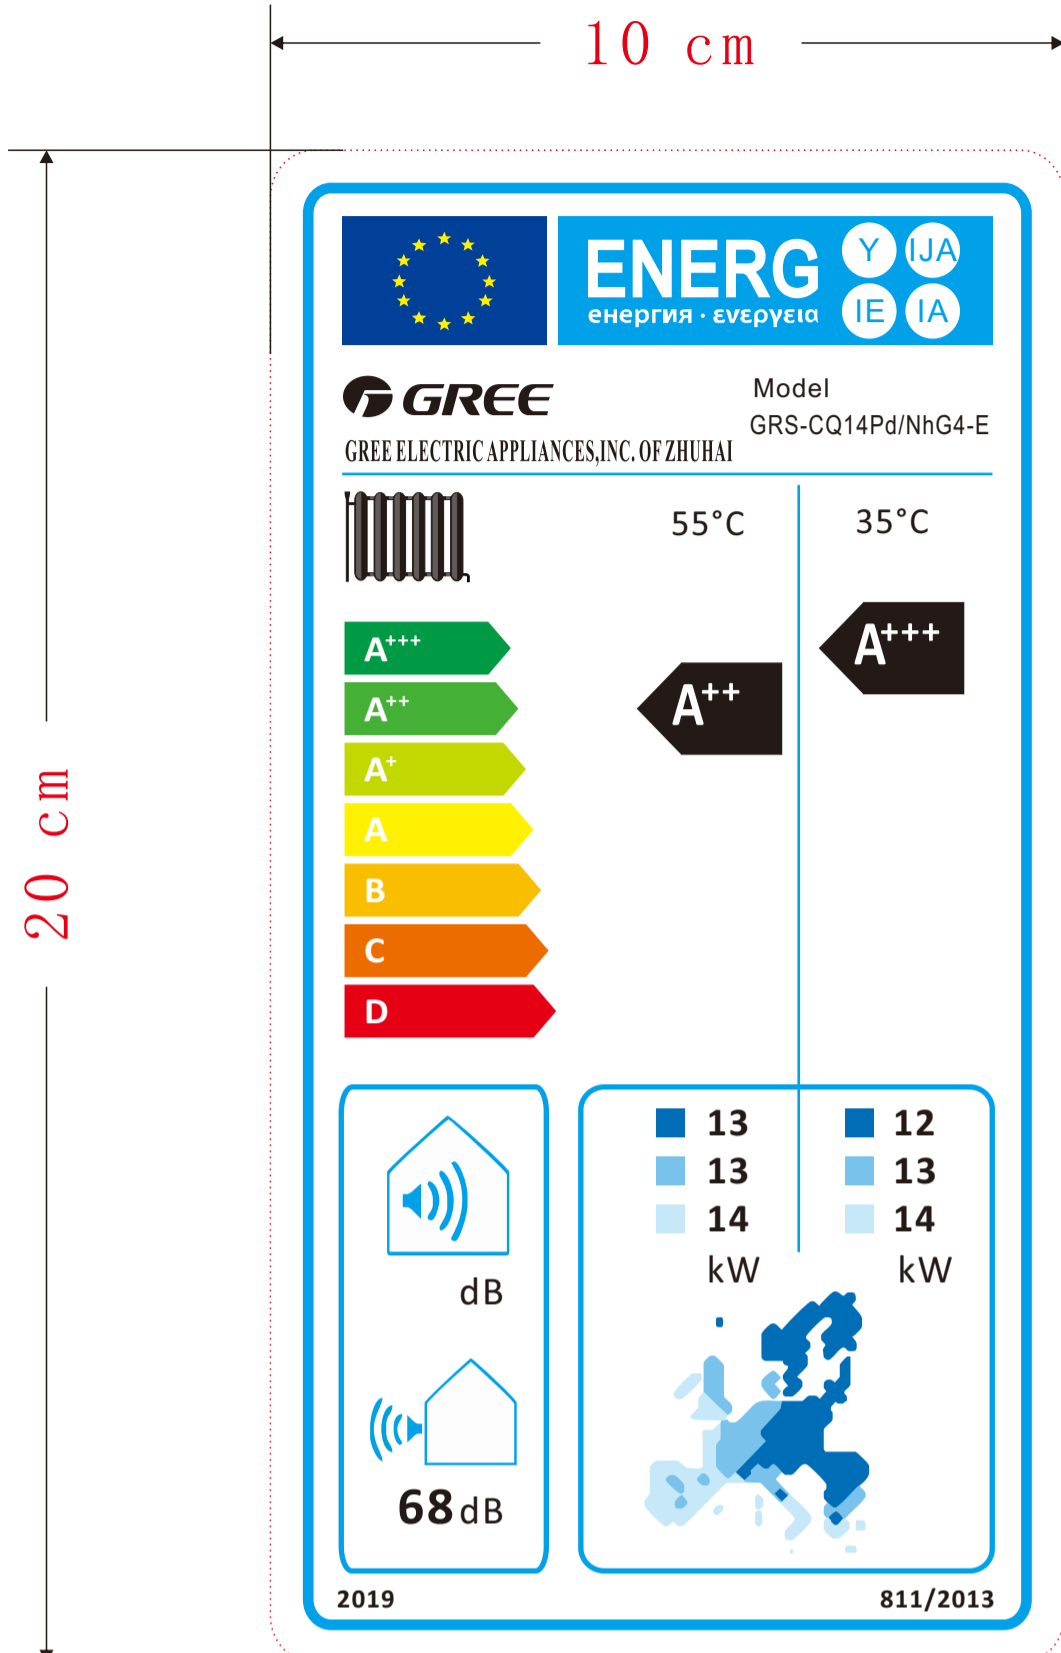 10 cm
20 cm
ENERG
енергия · ενεργεια
Y IJA
IE IA
GREE
GREE ELECTRIC APPLIANCES,INC. OF ZHUHAI
Model
GRS-CQ14Pd/NhG4-E
55°C 35°C
A+++
A++
A+
A
B
C
D
A++
A+++
dB
68 dB
13 12
13 13
14 14
kW kW
2019 811/2013